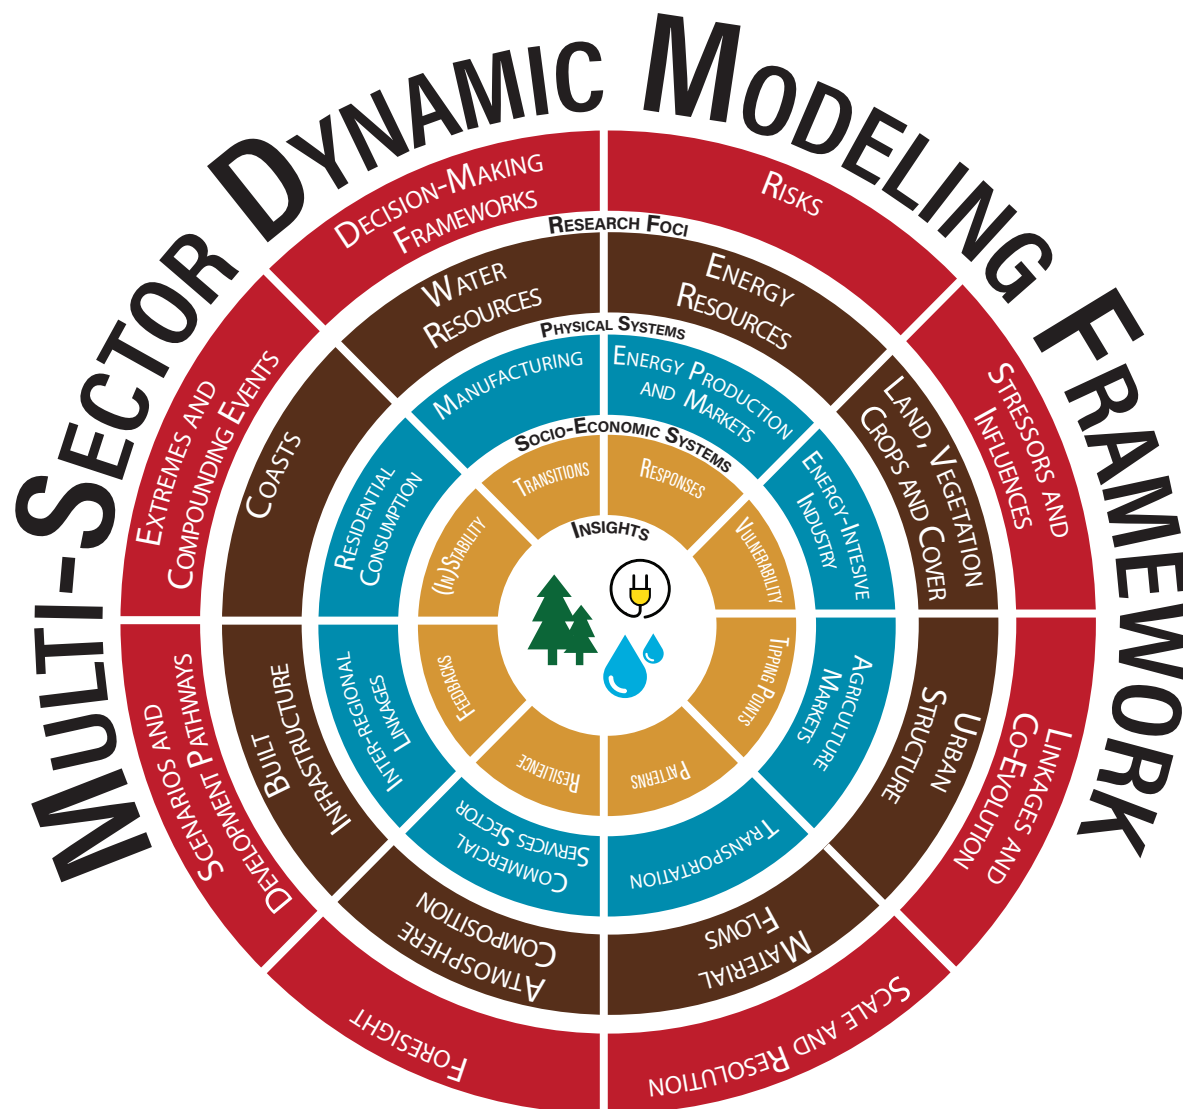 Multi-Sector Dynamic Modeling Framework
Decision-Making
Frameworks
Risks
Stressors and
Influences
Linkages and
Co-Evolution
Scale and Resolution
Foresight
Scenarios and
Development Pathways
Extremes and
Compounding Events
Research Foci
Water
Resources
Energy
Resources
Land, Vegetation
Crops and Cover
Urban
Structure
Material
Flows
Atmosphere
Composition
Built
Infrastructure
Coasts
Physical Systems
Manufacturing
Energy Production
and Markets
Energy-Intesive
Industry
Agriculture
Markets
Transportation
Commercial
Services Sector
Inter-regional
Linkages
Residential
Consumption
Socio-Economic Systems
Transitions
Responses
Vulnerability
Tipping Points
Patterns
Resilience
Feedbacks
(In)Stability
Insights